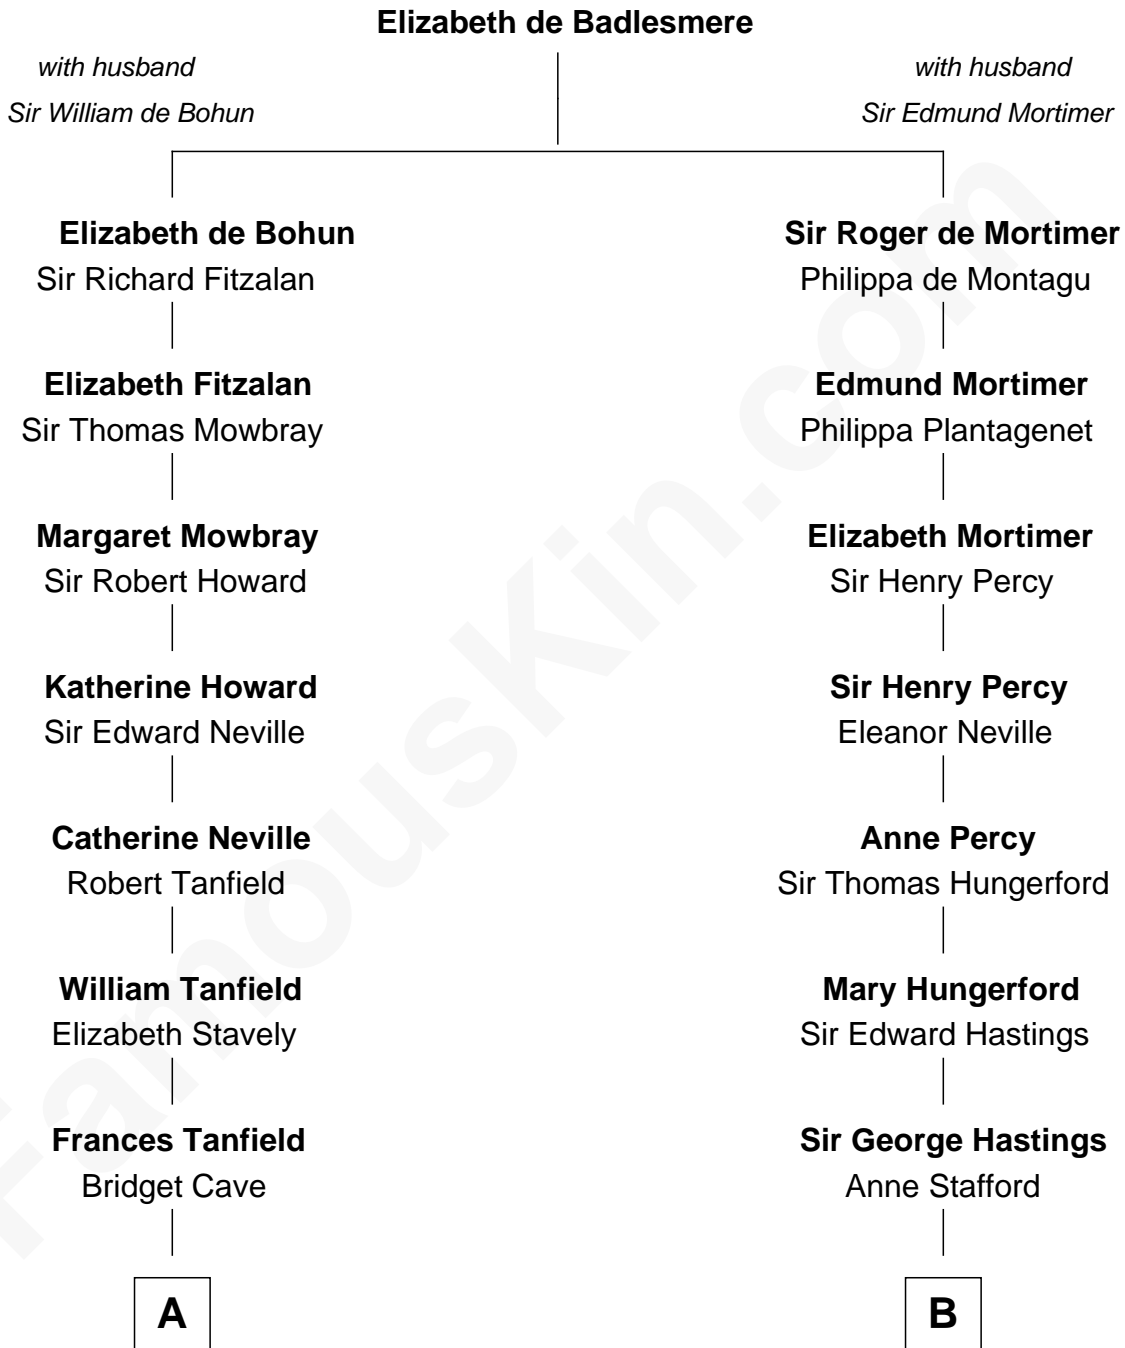 Elizabeth de Badlesmere
with husband
Sir William de Bohun
with husband
Sir Edmund Mortimer
Elizabeth de Bohun
Sir Richard Fitzalan
Sir Roger de Mortimer
Philippa de Montagu
Elizabeth Fitzalan
Sir Thomas Mowbray
Edmund Mortimer
Philippa Plantagenet
Margaret Mowbray
Sir Robert Howard
Elizabeth Mortimer
Sir Henry Percy
Katherine Howard
Sir Edward Neville
Sir Henry Percy
Eleanor Neville
Catherine Neville
Robert Tanfield
Anne Percy
Sir Thomas Hungerford
William Tanfield
Elizabeth Stavely
Mary Hungerford
Sir Edward Hastings
Frances Tanfield
Bridget Cave
Sir George Hastings
Anne Stafford
A
B
FamousKin.com